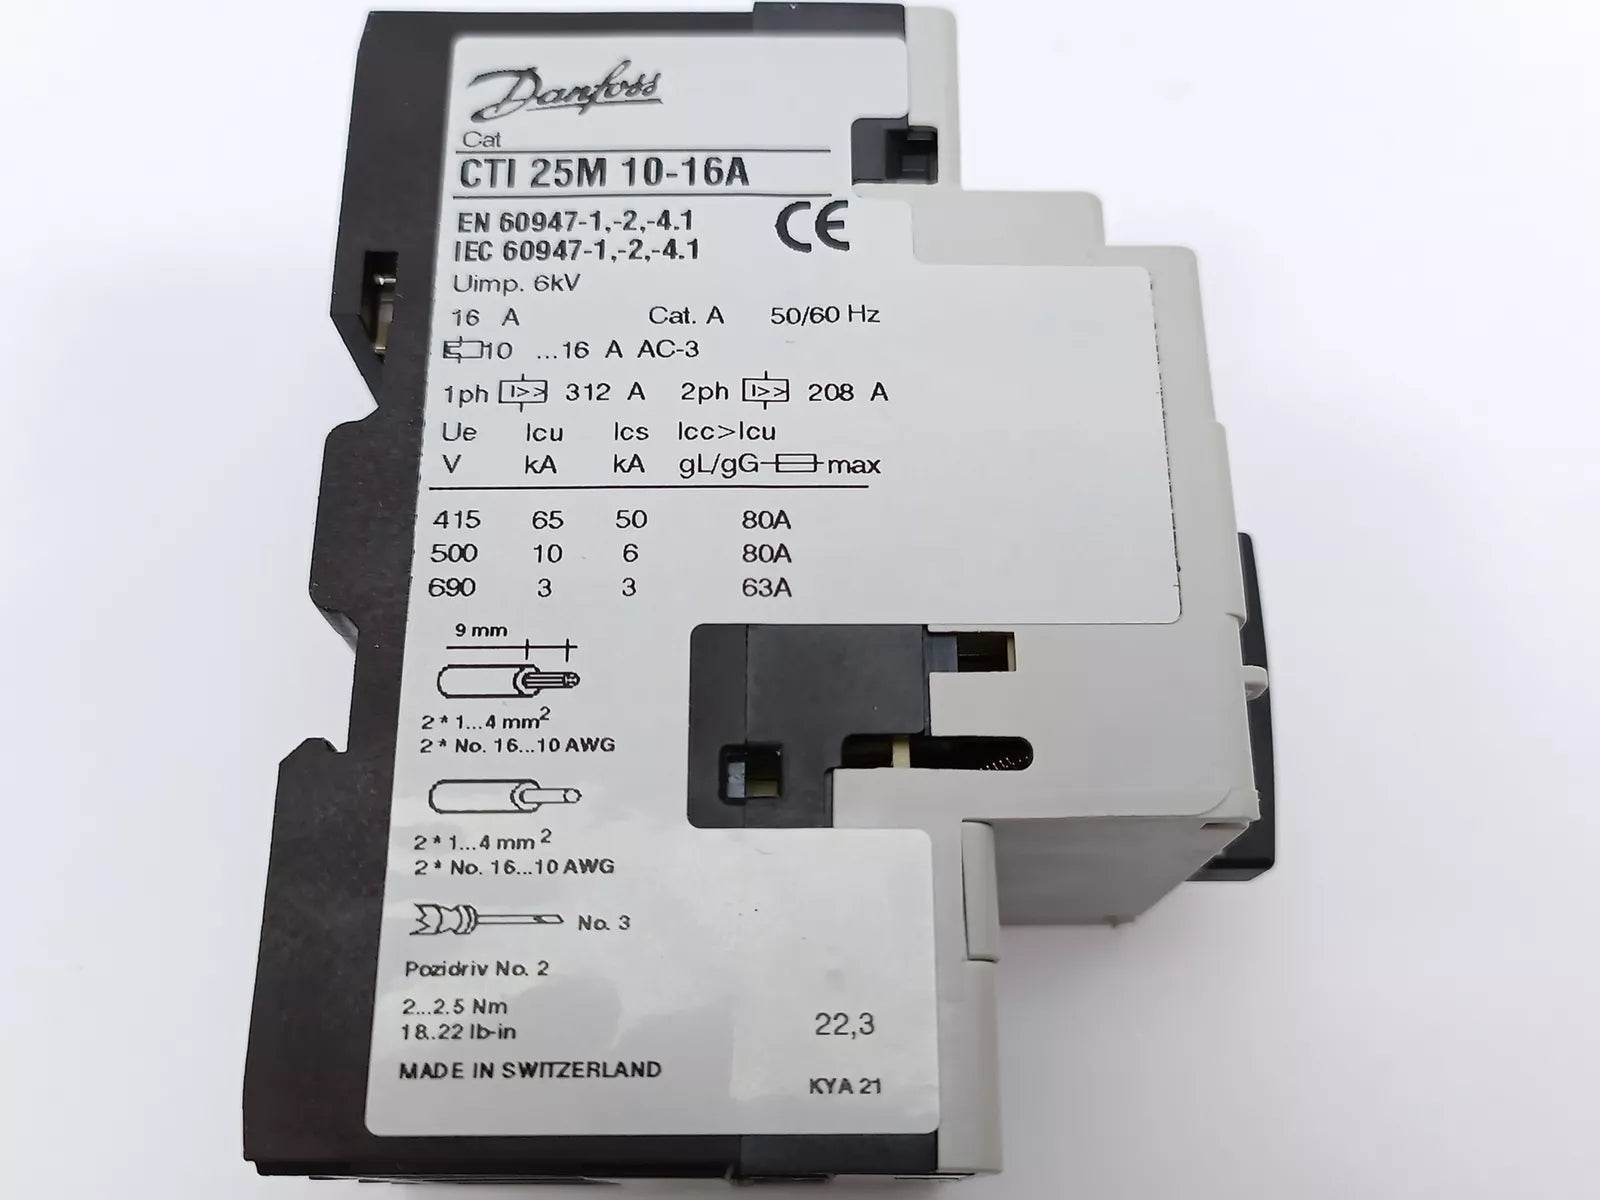 Danfoss
Cat
CTI 25M 10-16A
EN 60947-1,-2,-4.1
IEC 60947-1,-2,-4.1
CE
Uimp. 6kV
16 A Cat. A 50/60 Hz
10 ...16 A AC-3
1ph I>> 312 A 2ph I>> 208 A
Ue Icu Ics Icc>Icu
V kA kA gL/gG max
415 65 50 80A
500 10 6 80A
690 3 3 63A
9 mm
2 * 1...4 mm²
2 * No. 16...10 AWG
2 * 1...4 mm²
2 * No. 16...10 AWG
No. 3
Pozidriv No. 2
2...2.5 Nm
18..22 lb-in
22,3
MADE IN SWITZERLAND
KYA 21